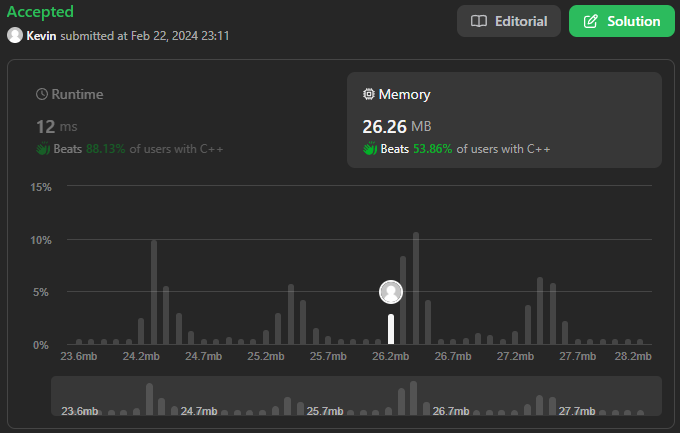 Accepted
Editorial
Solution
Kevin submitted at Feb 22, 2024 23:11
Runtime
Memory
12 ms
26.26 MB
Beats 88.13% of users with C++
Beats 53.86% of users with C++
15%
10%
5%
0%
23.6mb 24.2mb 24.7mb 25.2mb 25.7mb 26.2mb 26.7mb 27.2mb 27.7mb 28.2mb
23.6mb 24.7mb 25.7mb 26.7mb 27.7mb